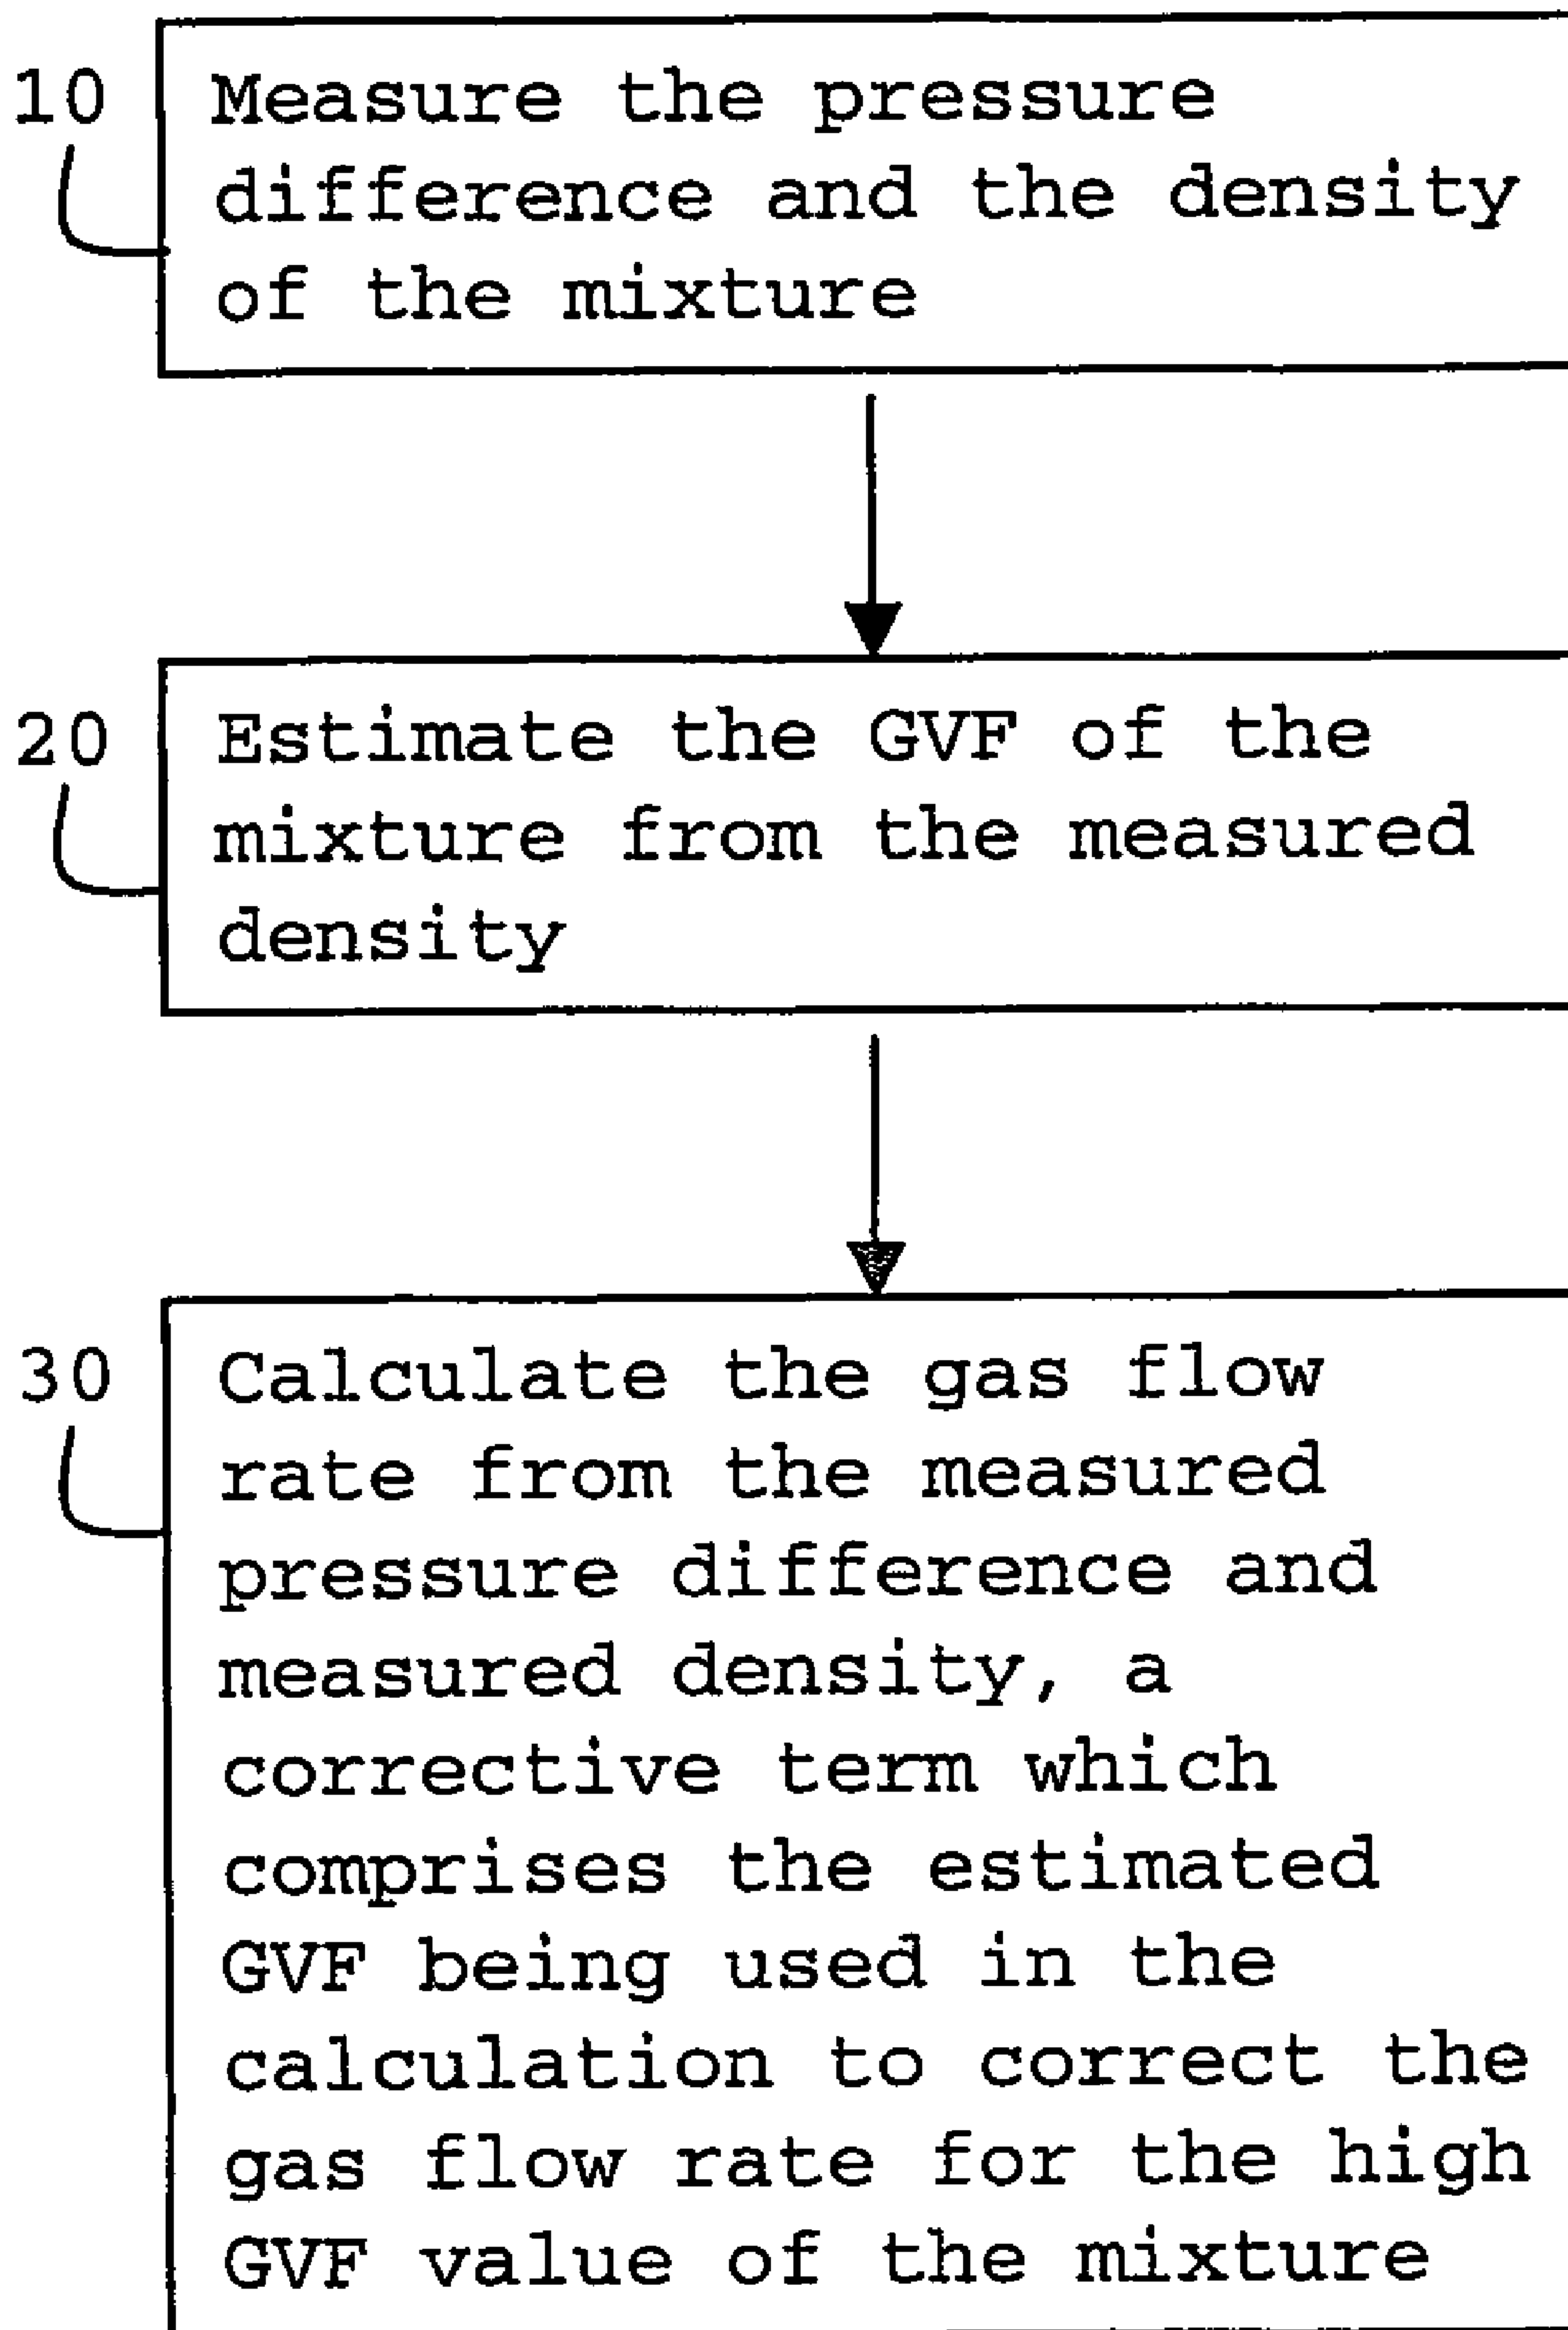 10
Measure the pressure
difference and the density
of the mixture
20
Estimate the GVF of the
mixture from the measured
density
30
Calculate the gas flow
rate from the measured
pressure difference and
measured density, a
corrective term which
comprises the estimated
GVF being used in the
calculation to correct the
gas flow rate for the high
GVF value of the mixture